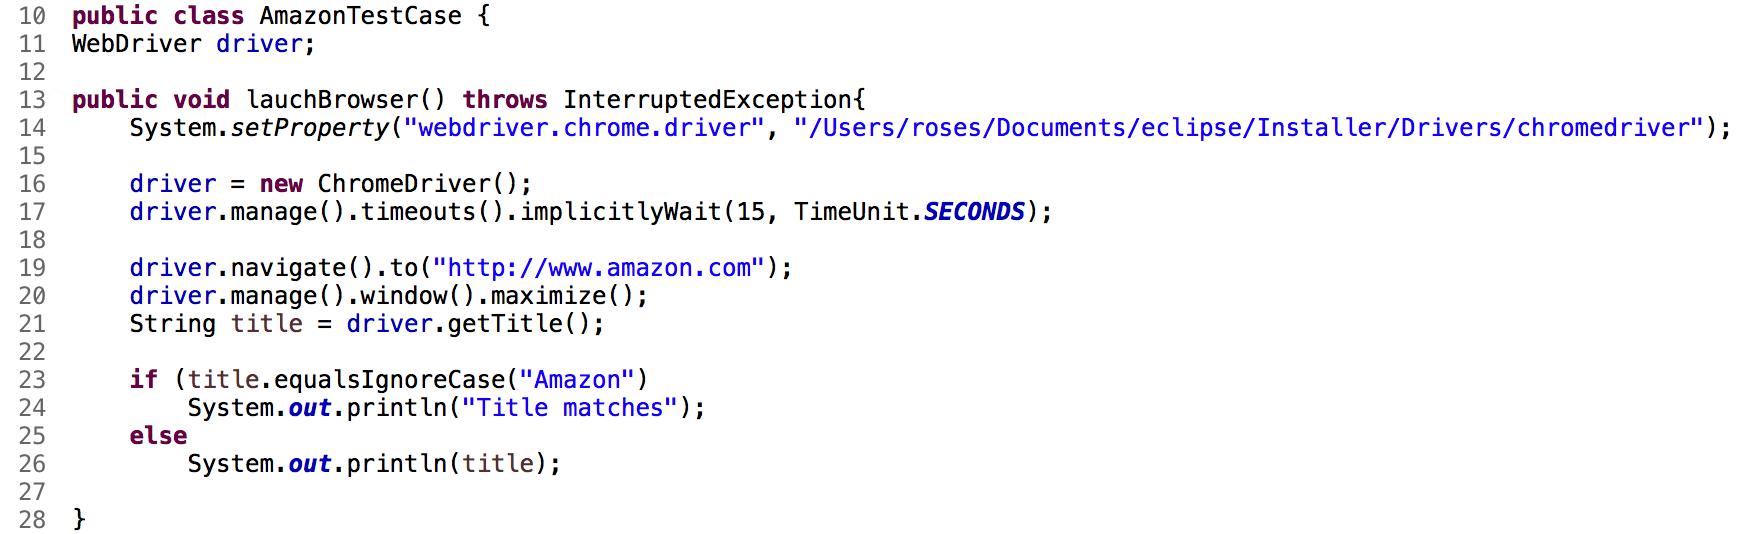 10 public class AmazonTestCase {
11 WebDriver driver;
12
13 public void lauchBrowser() throws InterruptedException{
14     System.setProperty("webdriver.chrome.driver", "/Users/roses/Documents/eclipse/Installer/Drivers/chromedriver");
15
16     driver = new ChromeDriver();
17     driver.manage().timeouts().implicitlyWait(15, TimeUnit.SECONDS);
18
19     driver.navigate().to("http://www.amazon.com");
20     driver.manage().window().maximize();
21     String title = driver.getTitle();
22
23     if (title.equalsIgnoreCase("Amazon")
24         System.out.println("Title matches");
25     else
26         System.out.println(title);
27
28 }